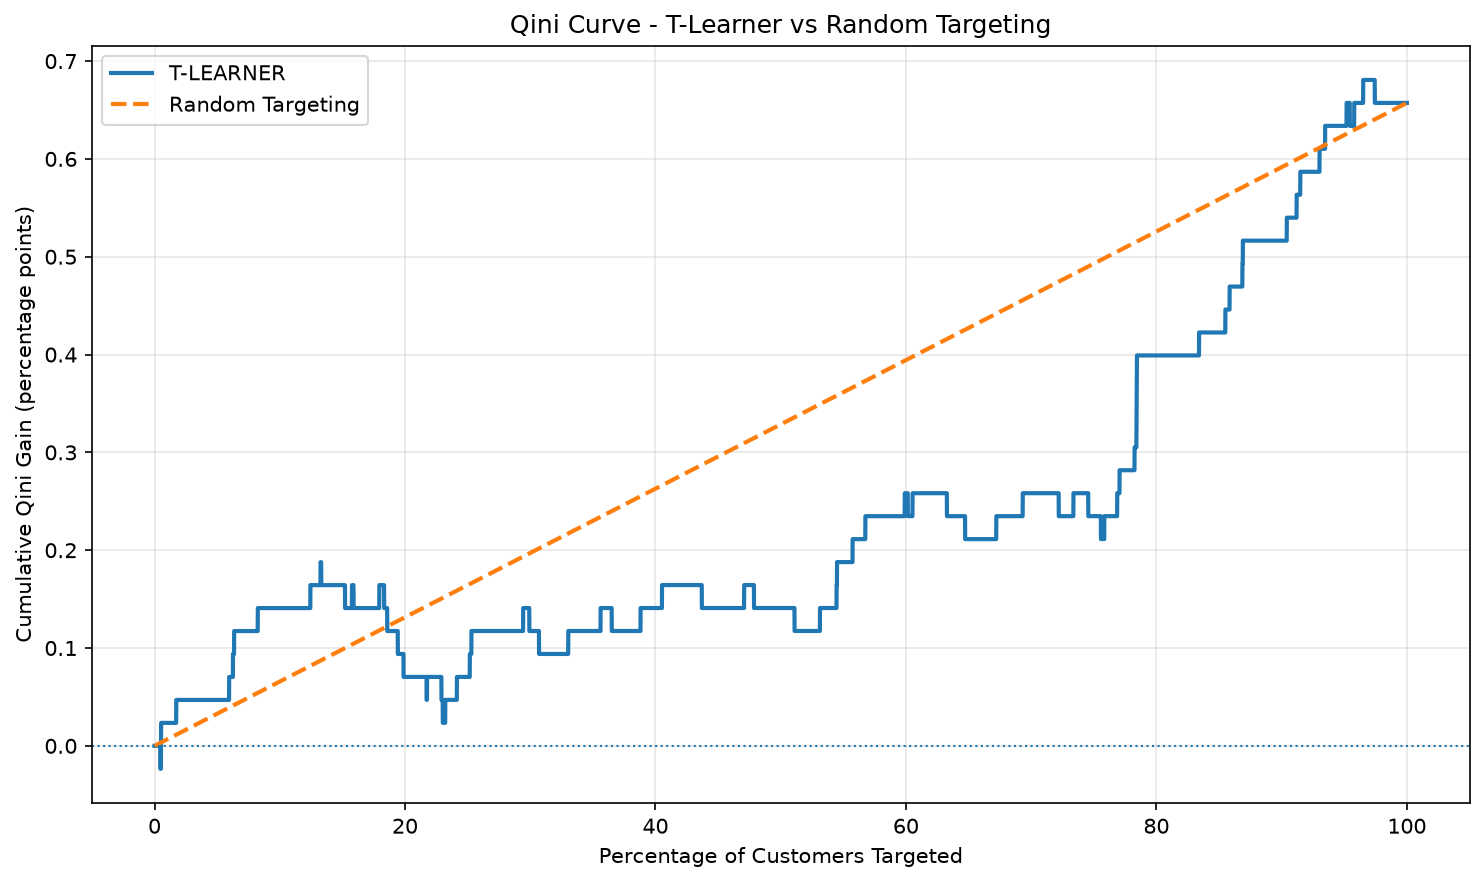 Qini Curve - T-Learner vs Random Targeting
T-LEARNER
Random Targeting
Cumulative Qini Gain (percentage points)
0.7
0.6
0.5
0.4
0.3
0.2
0.1
0.0
0 20 40 60 80 100
Percentage of Customers Targeted